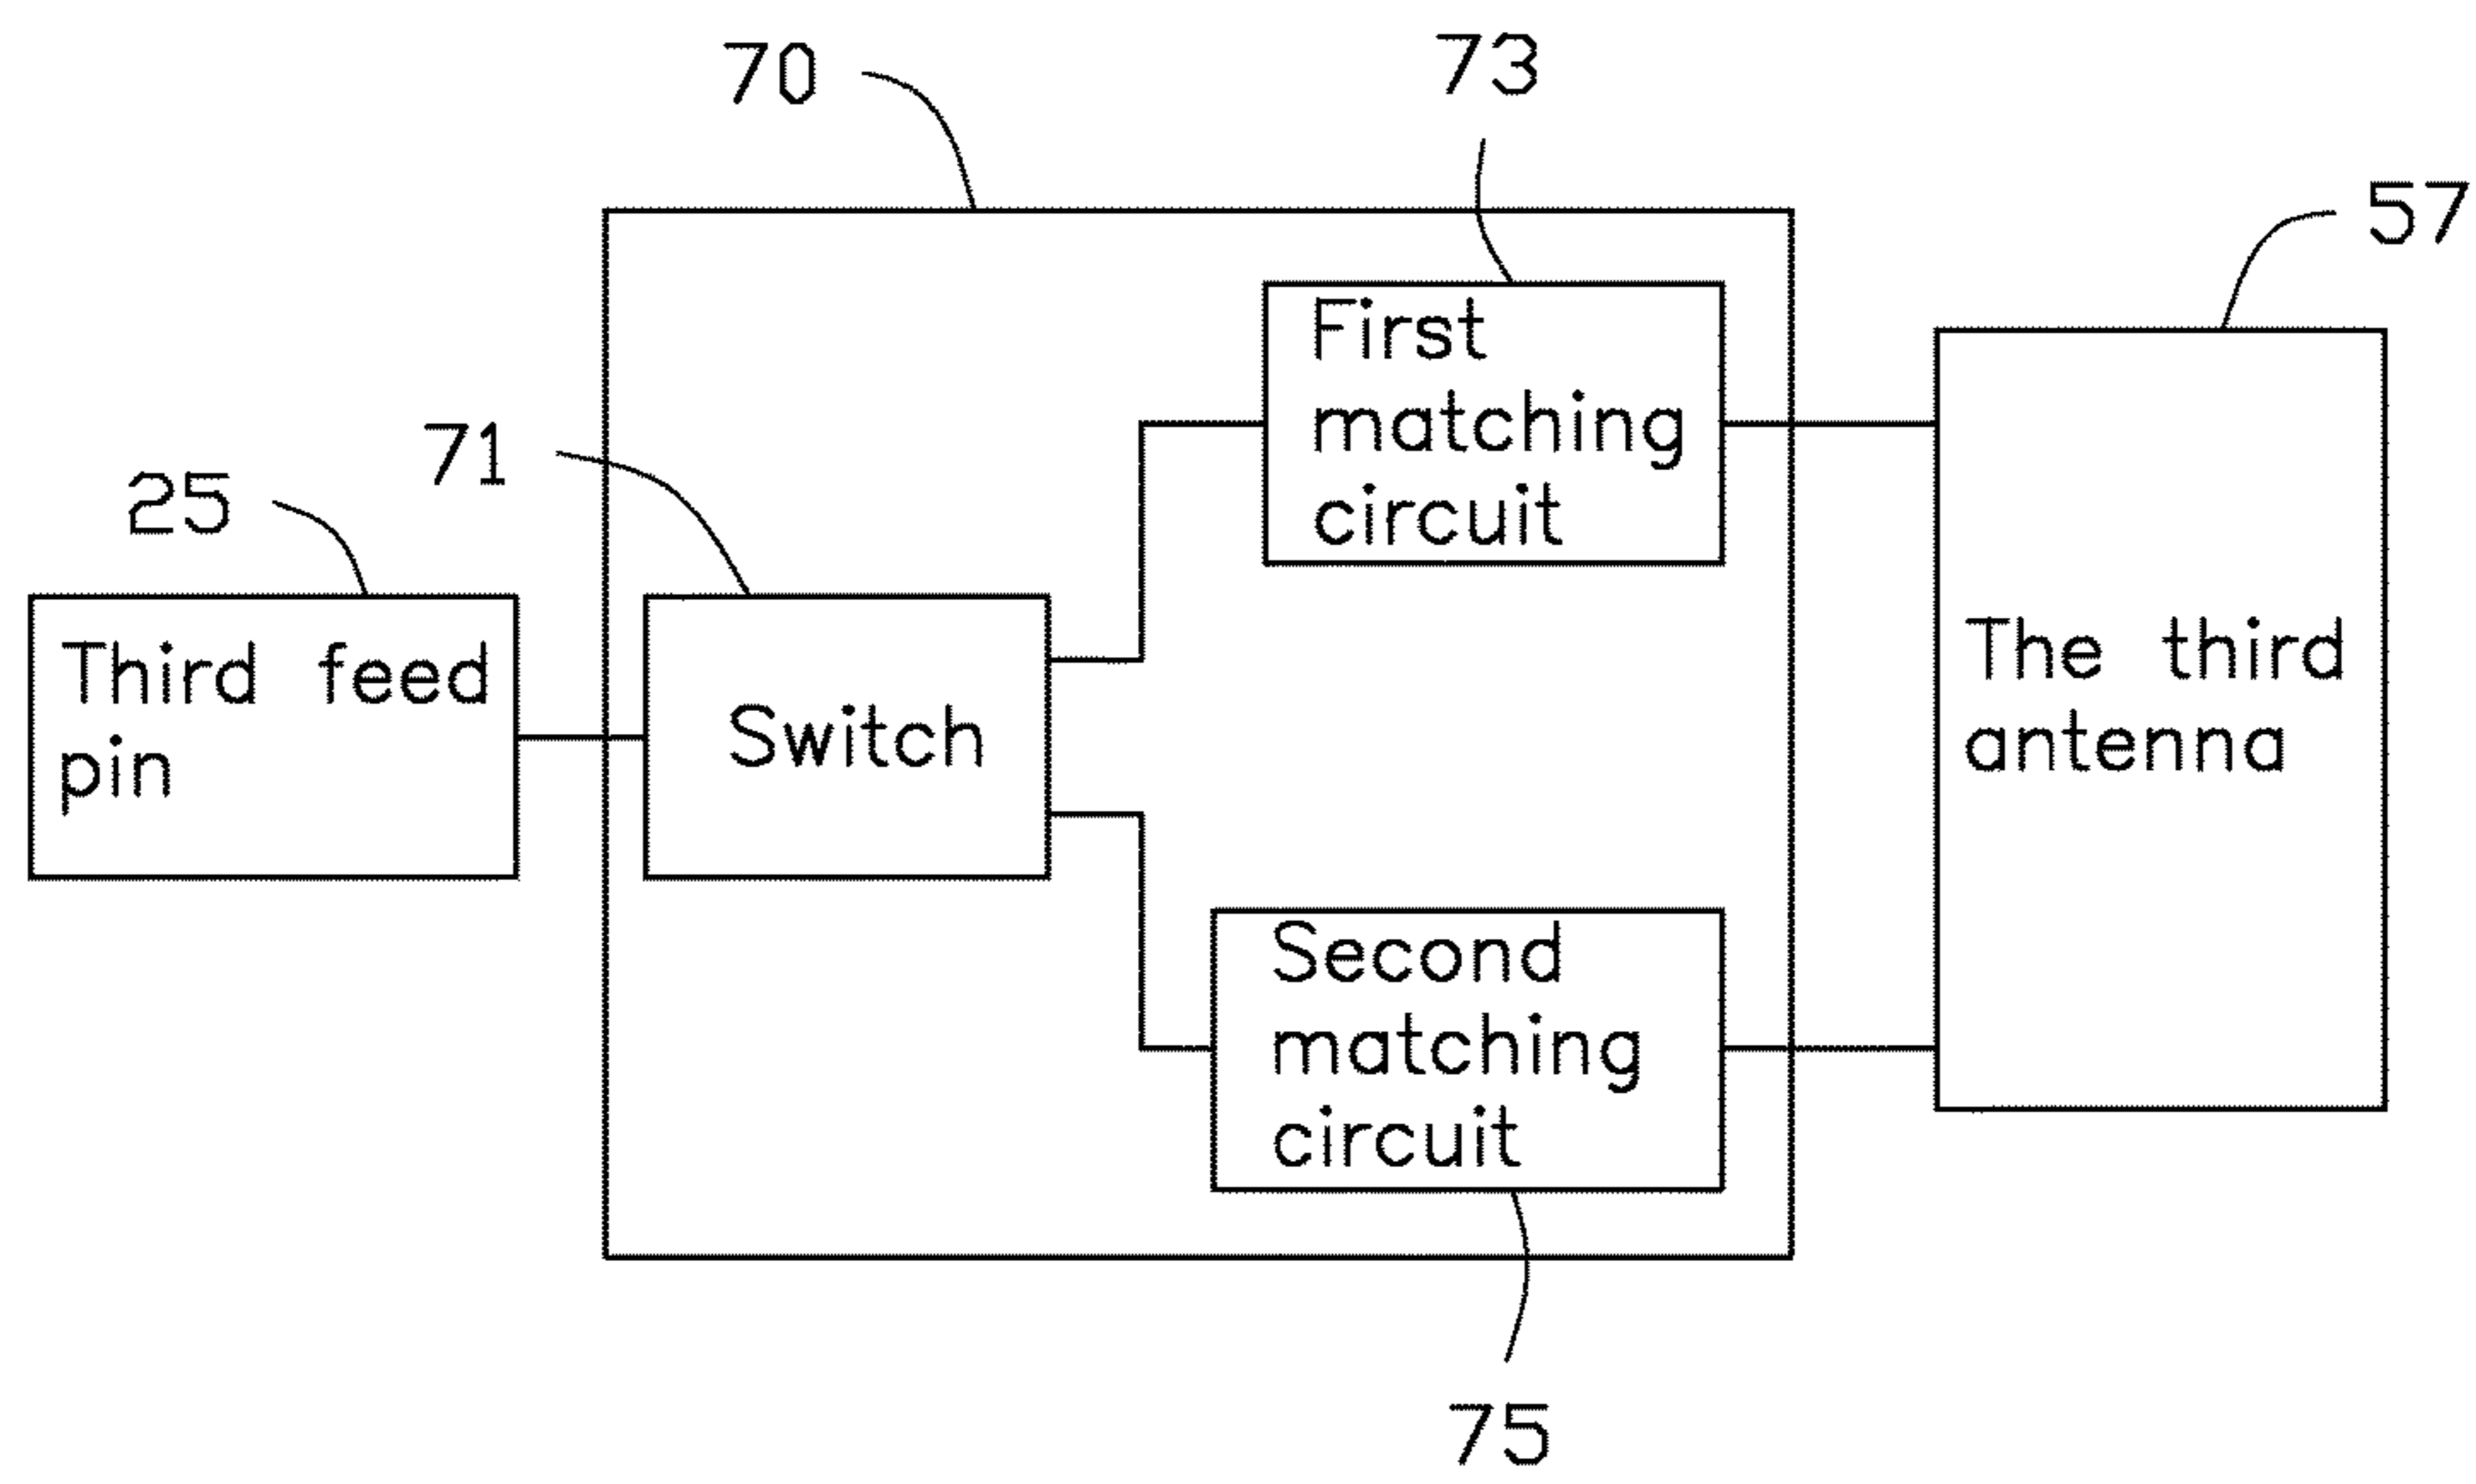 70
73
57
71
25
First
matching
circuit
Third feed
pin
Switch
The third
antenna
Second
matching
circuit
75